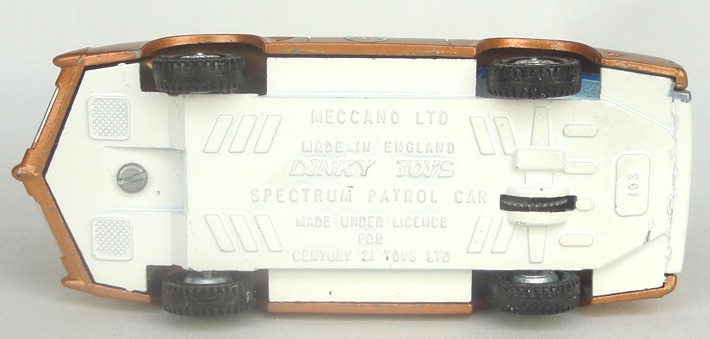 MECCANO LTD
MADE IN ENGLAND
DINKY TOYS
SPECTRUM PATROL CAR
MADE UNDER LICENCE
FOR
CENTURY 21 TOYS LTD
103